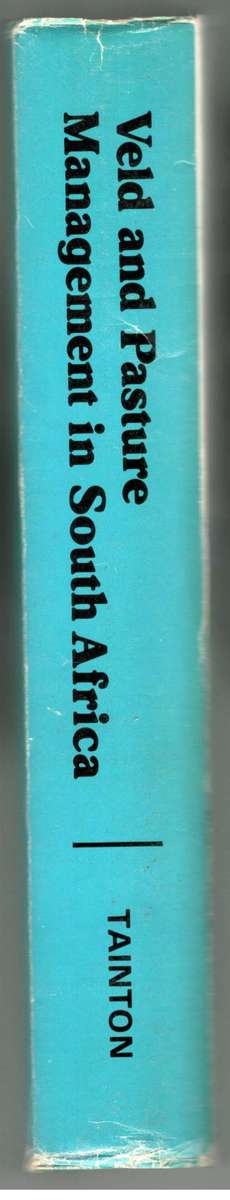 Veld and Pasture
Management in South Africa
TAINTON